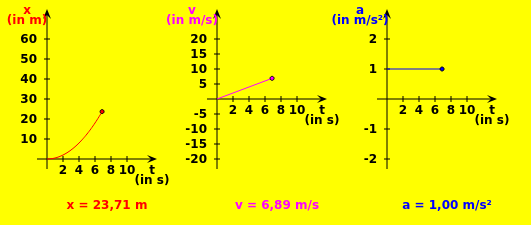 x
(in m)
60
50
40
30
20
10
2 4 6 8 10
t
(in s)
x = 23,71 m
v
(in m/s)
20
15
10
5
-5
-10
-15
-20
2 4 6 8 10
t
(in s)
v = 6,89 m/s
a
(in m/s²)
2
1
-1
-2
2 4 6 8 10
t
(in s)
a = 1,00 m/s²